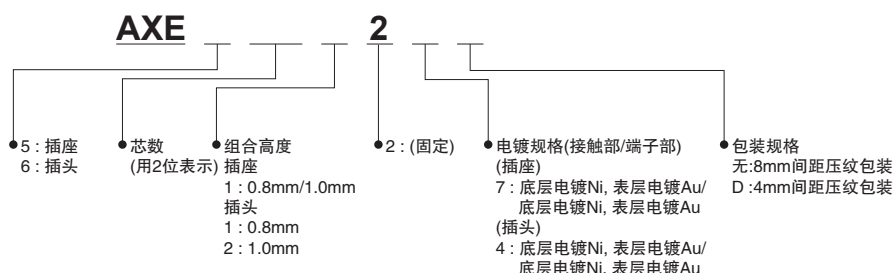 AXE 2
5 : 插座
6 : 插头
芯数
(用2位表示)
组合高度
插座
1 : 0.8mm/1.0mm
插头
1 : 0.8mm
2 : 1.0mm
2 : (固定)
电镀规格(接触部/端子部)
(插座)
7 : 底层电镀Ni, 表层电镀Au/
底层电镀Ni, 表层电镀Au
(插头)
4 : 底层电镀Ni, 表层电镀Au/
底层电镀Ni, 表层电镀Au
包装规格
无:8mm间距压纹包装
D :4mm间距压纹包装